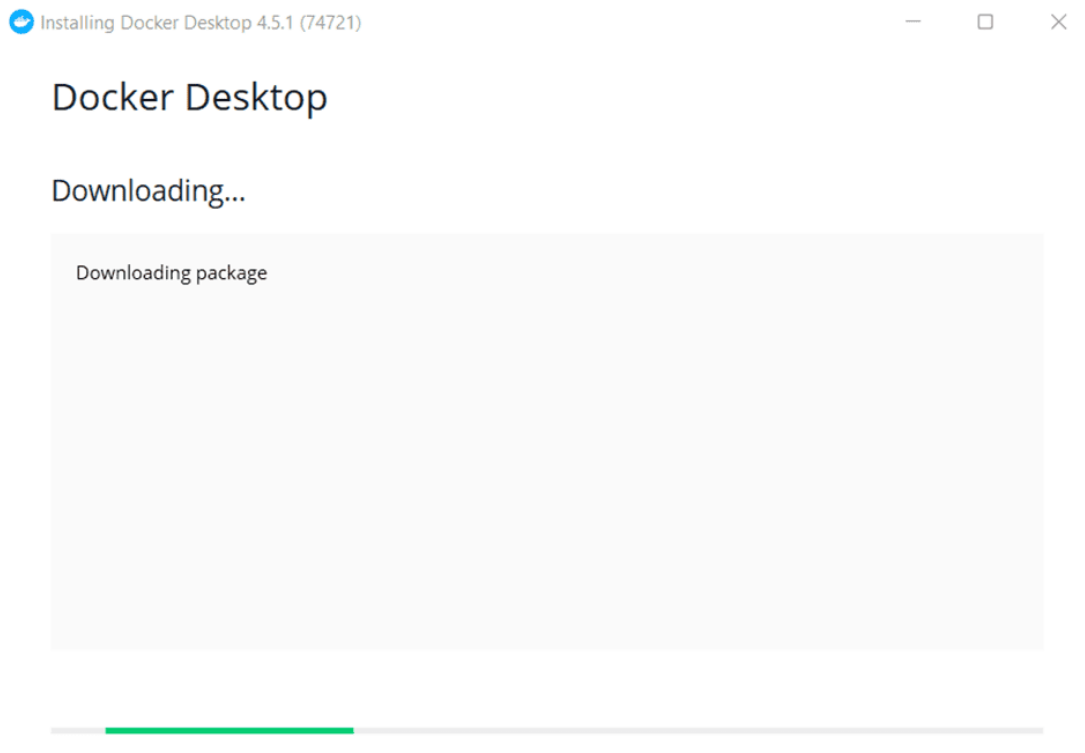 Installing Docker Desktop 4.5.1 (74721)
Docker Desktop
Downloading...
Downloading package